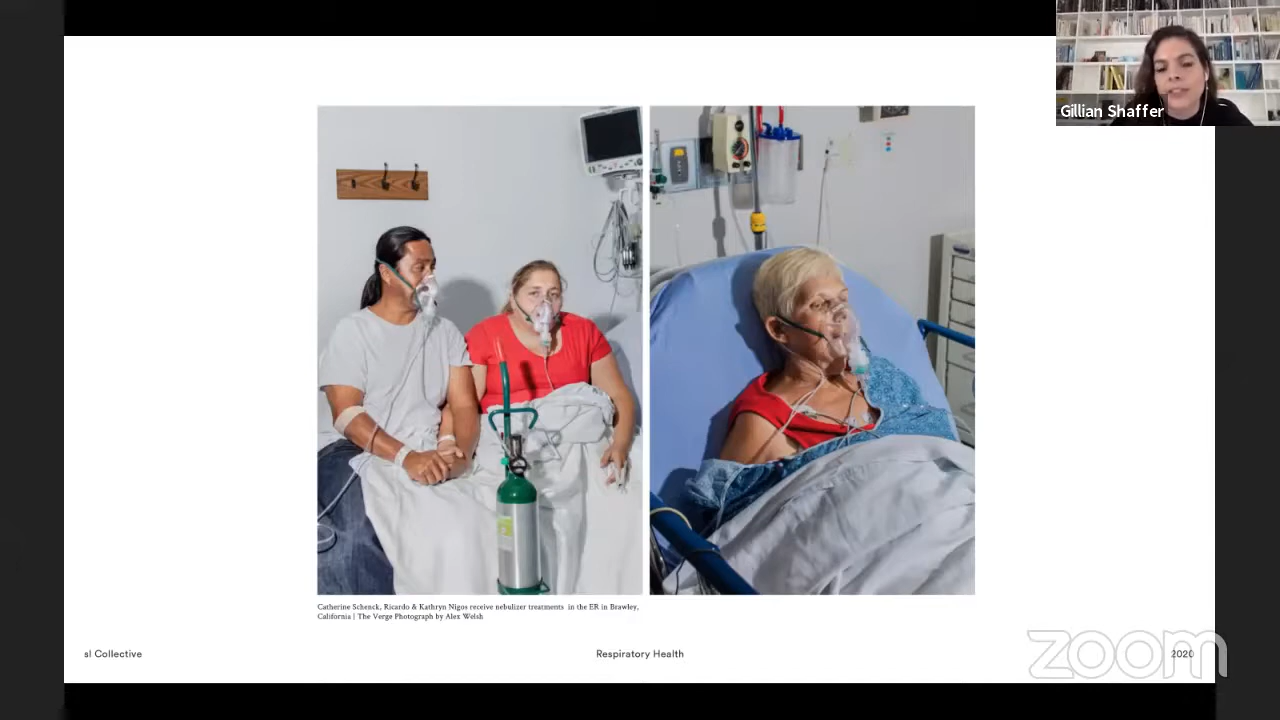 Gillian Shaffer
Catherine Schenck, Ricardo & Kathryn Nigos receive nebulizer treatments in the ER in Brawley,
California | The Verge Photograph by Alex Welsh
sl Collective
Respiratory Health
2020
zoom